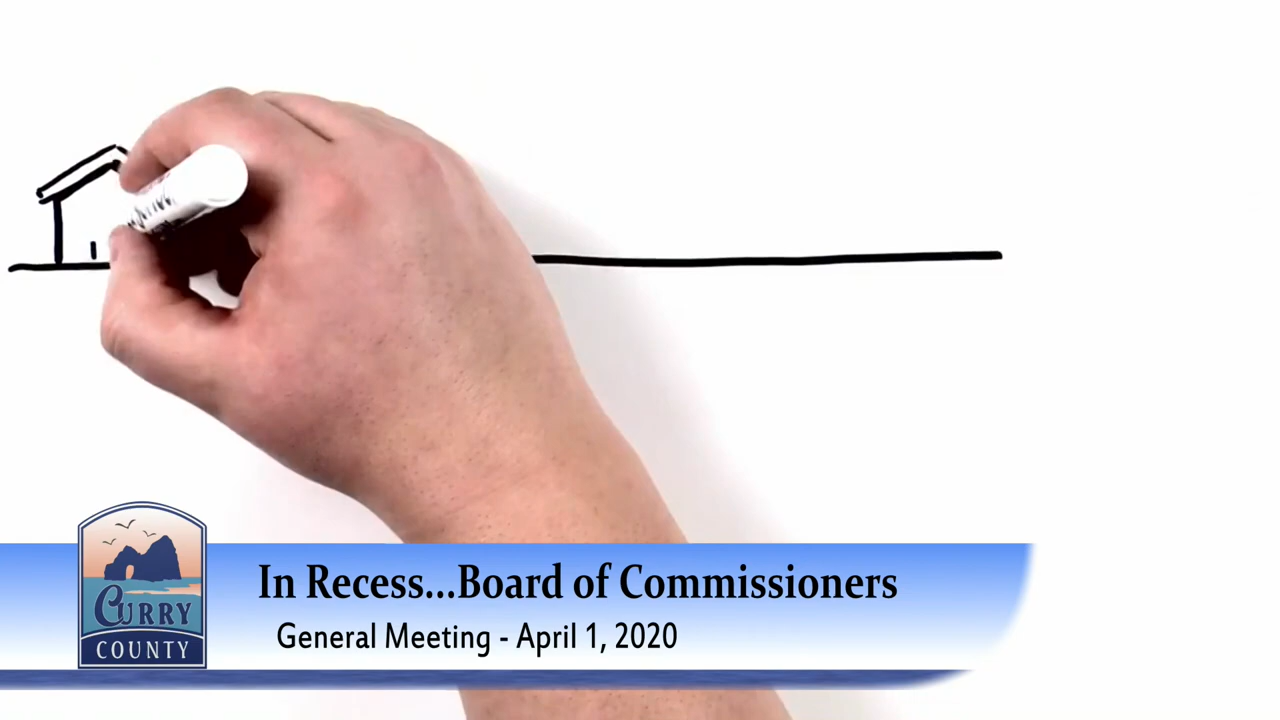 In Recess...Board of Commissioners
General Meeting - April 1, 2020
CURRY
COUNTY